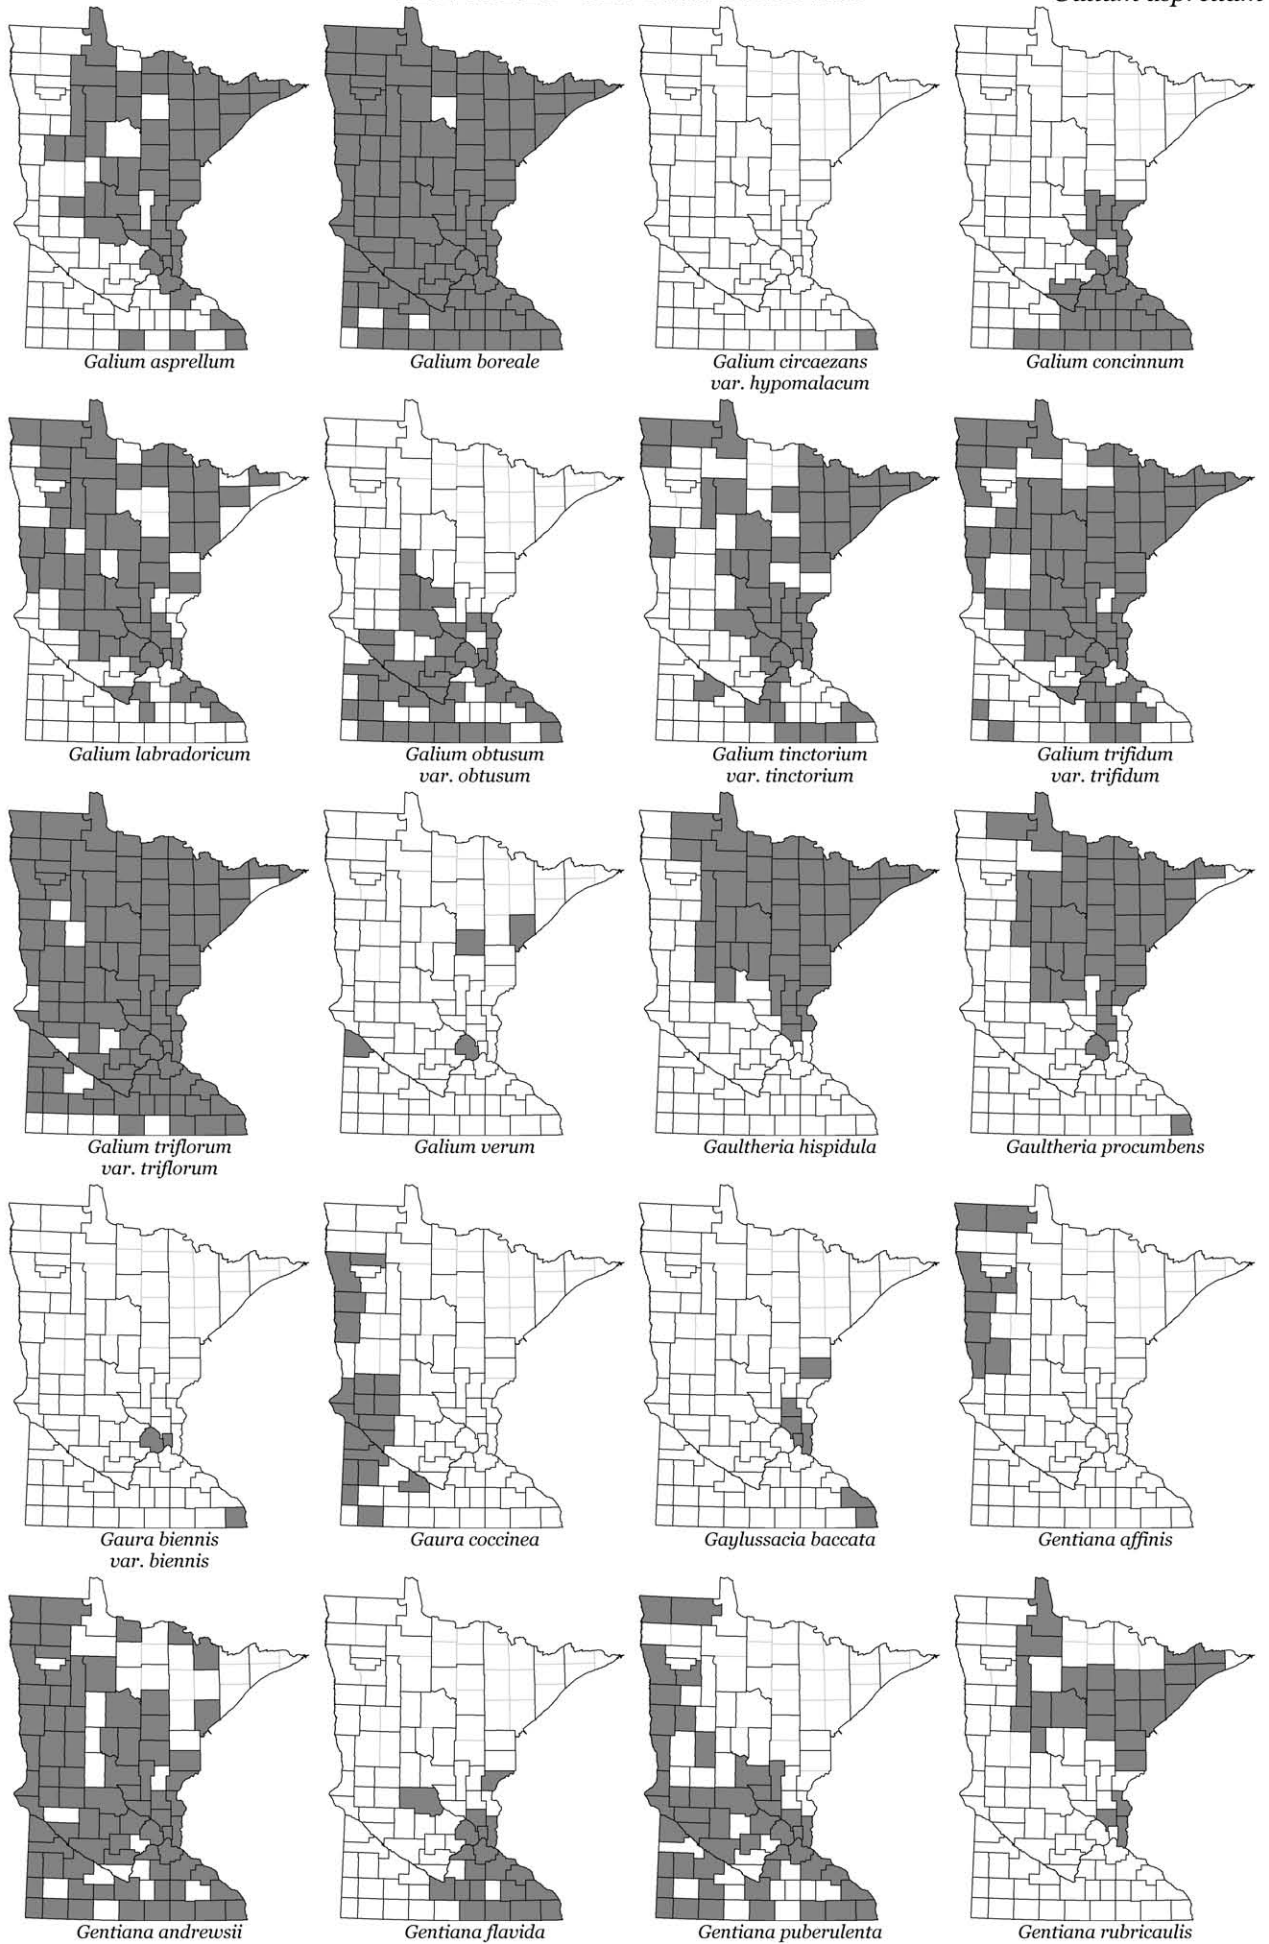 Galium asprellum
Galium boreale
Galium circaezans
var. hypomalacum
Galium concinnum
Galium labradoricum
Galium obtusum
var. obtusum
Galium tinctorium
var. tinctorium
Galium trifidum
var. trifidum
Galium triflorum
var. triflorum
Galium verum
Gaultheria hispidula
Gaultheria procumbens
Gaura biennis
var. biennis
Gaura coccinea
Gaylussacia baccata
Gentiana affinis
Gentiana andrewsii
Gentiana flavida
Gentiana puberulenta
Gentiana rubricaulis